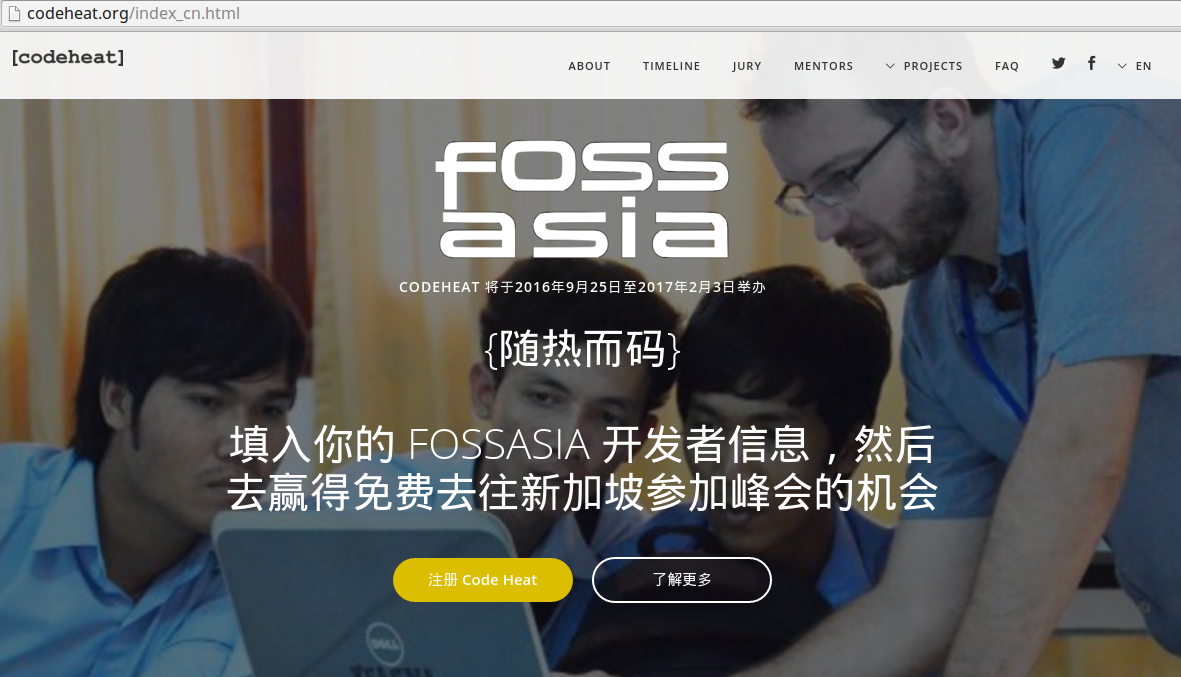 codeheat.org/index_cn.html
[codeheat]
ABOUT TIMELINE JURY MENTORS PROJECTS FAQ EN
foss
asia
CODEHEAT 将于2016年9月25日至2017年2月3日举办
{随热而码}
填入你的 FOSSASIA 开发者信息，然后
去赢得免费去往新加坡参加峰会的机会
注册 Code Heat 了解更多
DELL